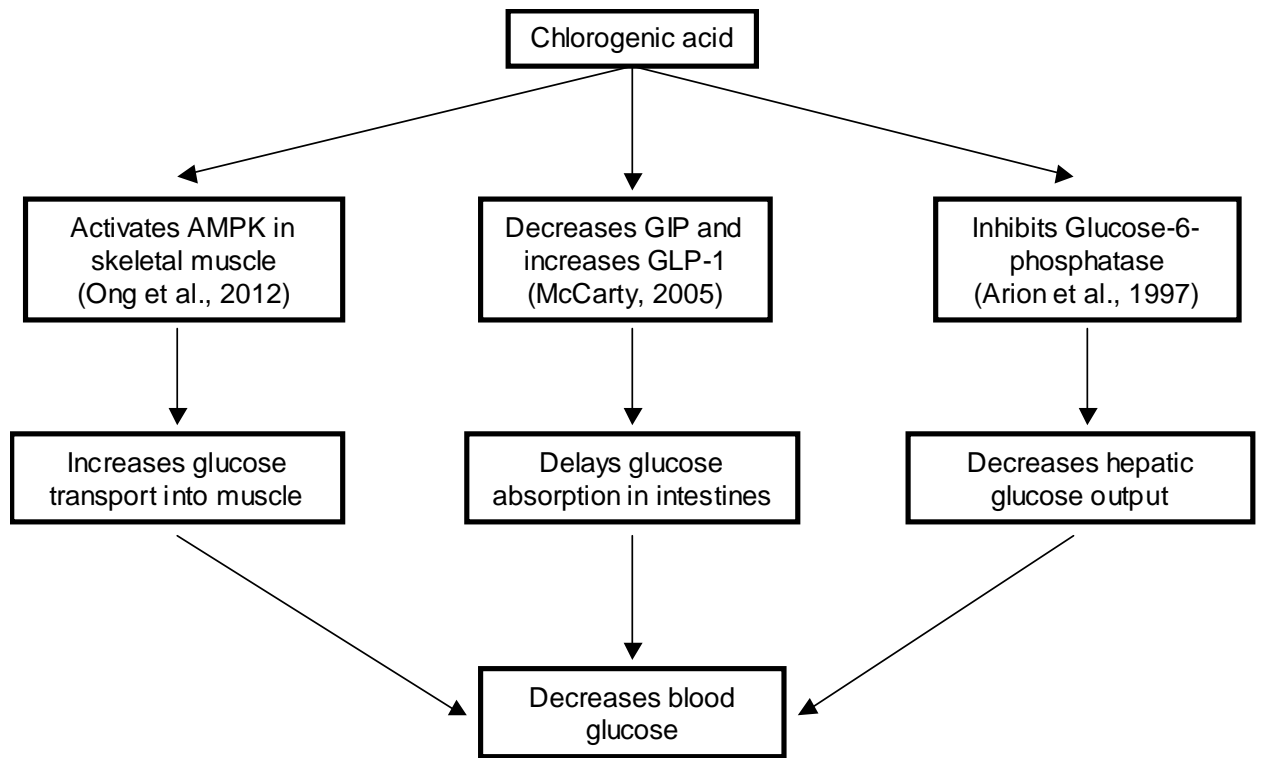 Chlorogenic acid
Activates AMPK in
skeletal muscle
(Ong et al., 2012)
Decreases GIP and
increases GLP-1
(McCarty, 2005)
Inhibits Glucose-6-
phosphatase
(Arion et al., 1997)
Increases glucose
transport into muscle
Delays glucose
absorption in intestines
Decreases hepatic
glucose output
Decreases blood
glucose